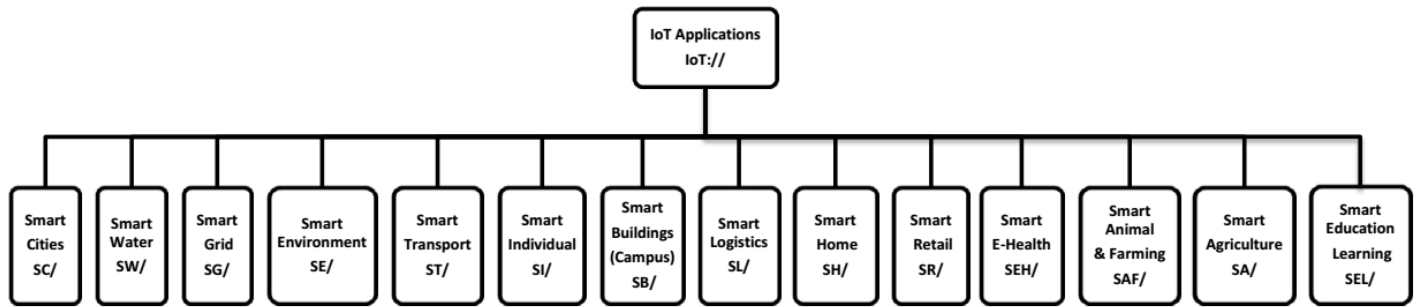 IoT Applications
IoT://
Smart
Cities
SC/
Smart
Water
SW/
Smart
Grid
SG/
Smart
Environment
SE/
Smart
Transport
ST/
Smart
Individual
SI/
Smart
Buildings
(Campus)
SB/
Smart
Logistics
SL/
Smart
Home
SH/
Smart
Retail
SR/
Smart
E-Health
SEH/
Smart
Animal
& Farming
SAF/
Smart
Agriculture
SA/
Smart
Education
Learning
SEL/